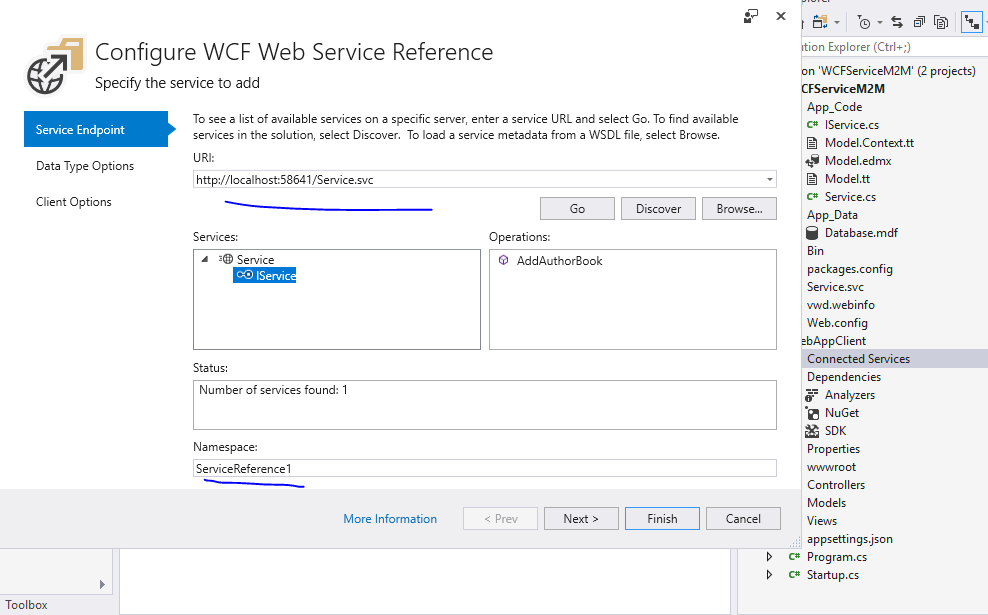 plorer
ution Explorer (Ctrl+;)
Configure WCF Web Service Reference
Specify the service to add
Service Endpoint
Data Type Options
Client Options
To see a list of available services on a specific server, enter a service URL and select Go. To find available
services in the solution, select Discover.  To load a service metadata from a WSDL file, select Browse.
URI:
http://localhost:58641/Service.svc
Go
Discover
Browse...
Services:
Service
IService
Operations:
AddAuthorBook
Status:
Number of services found: 1
Namespace:
ServiceReference1
More Information
< Prev
Next >
Finish
Cancel
Toolbox
on 'WCFServiceM2M' (2 projects)
CFServiceM2M
App_Code
C# IService.cs
Model.Context.tt
Model.edmx
Model.tt
C# Service.cs
App_Data
Database.mdf
Bin
packages.config
Service.svc
vwd.webinfo
Web.config
ebAppClient
Connected Services
Dependencies
Analyzers
NuGet
SDK
Properties
wwwroot
Controllers
Models
Views
appsettings.json
C# Program.cs
C# Startup.cs